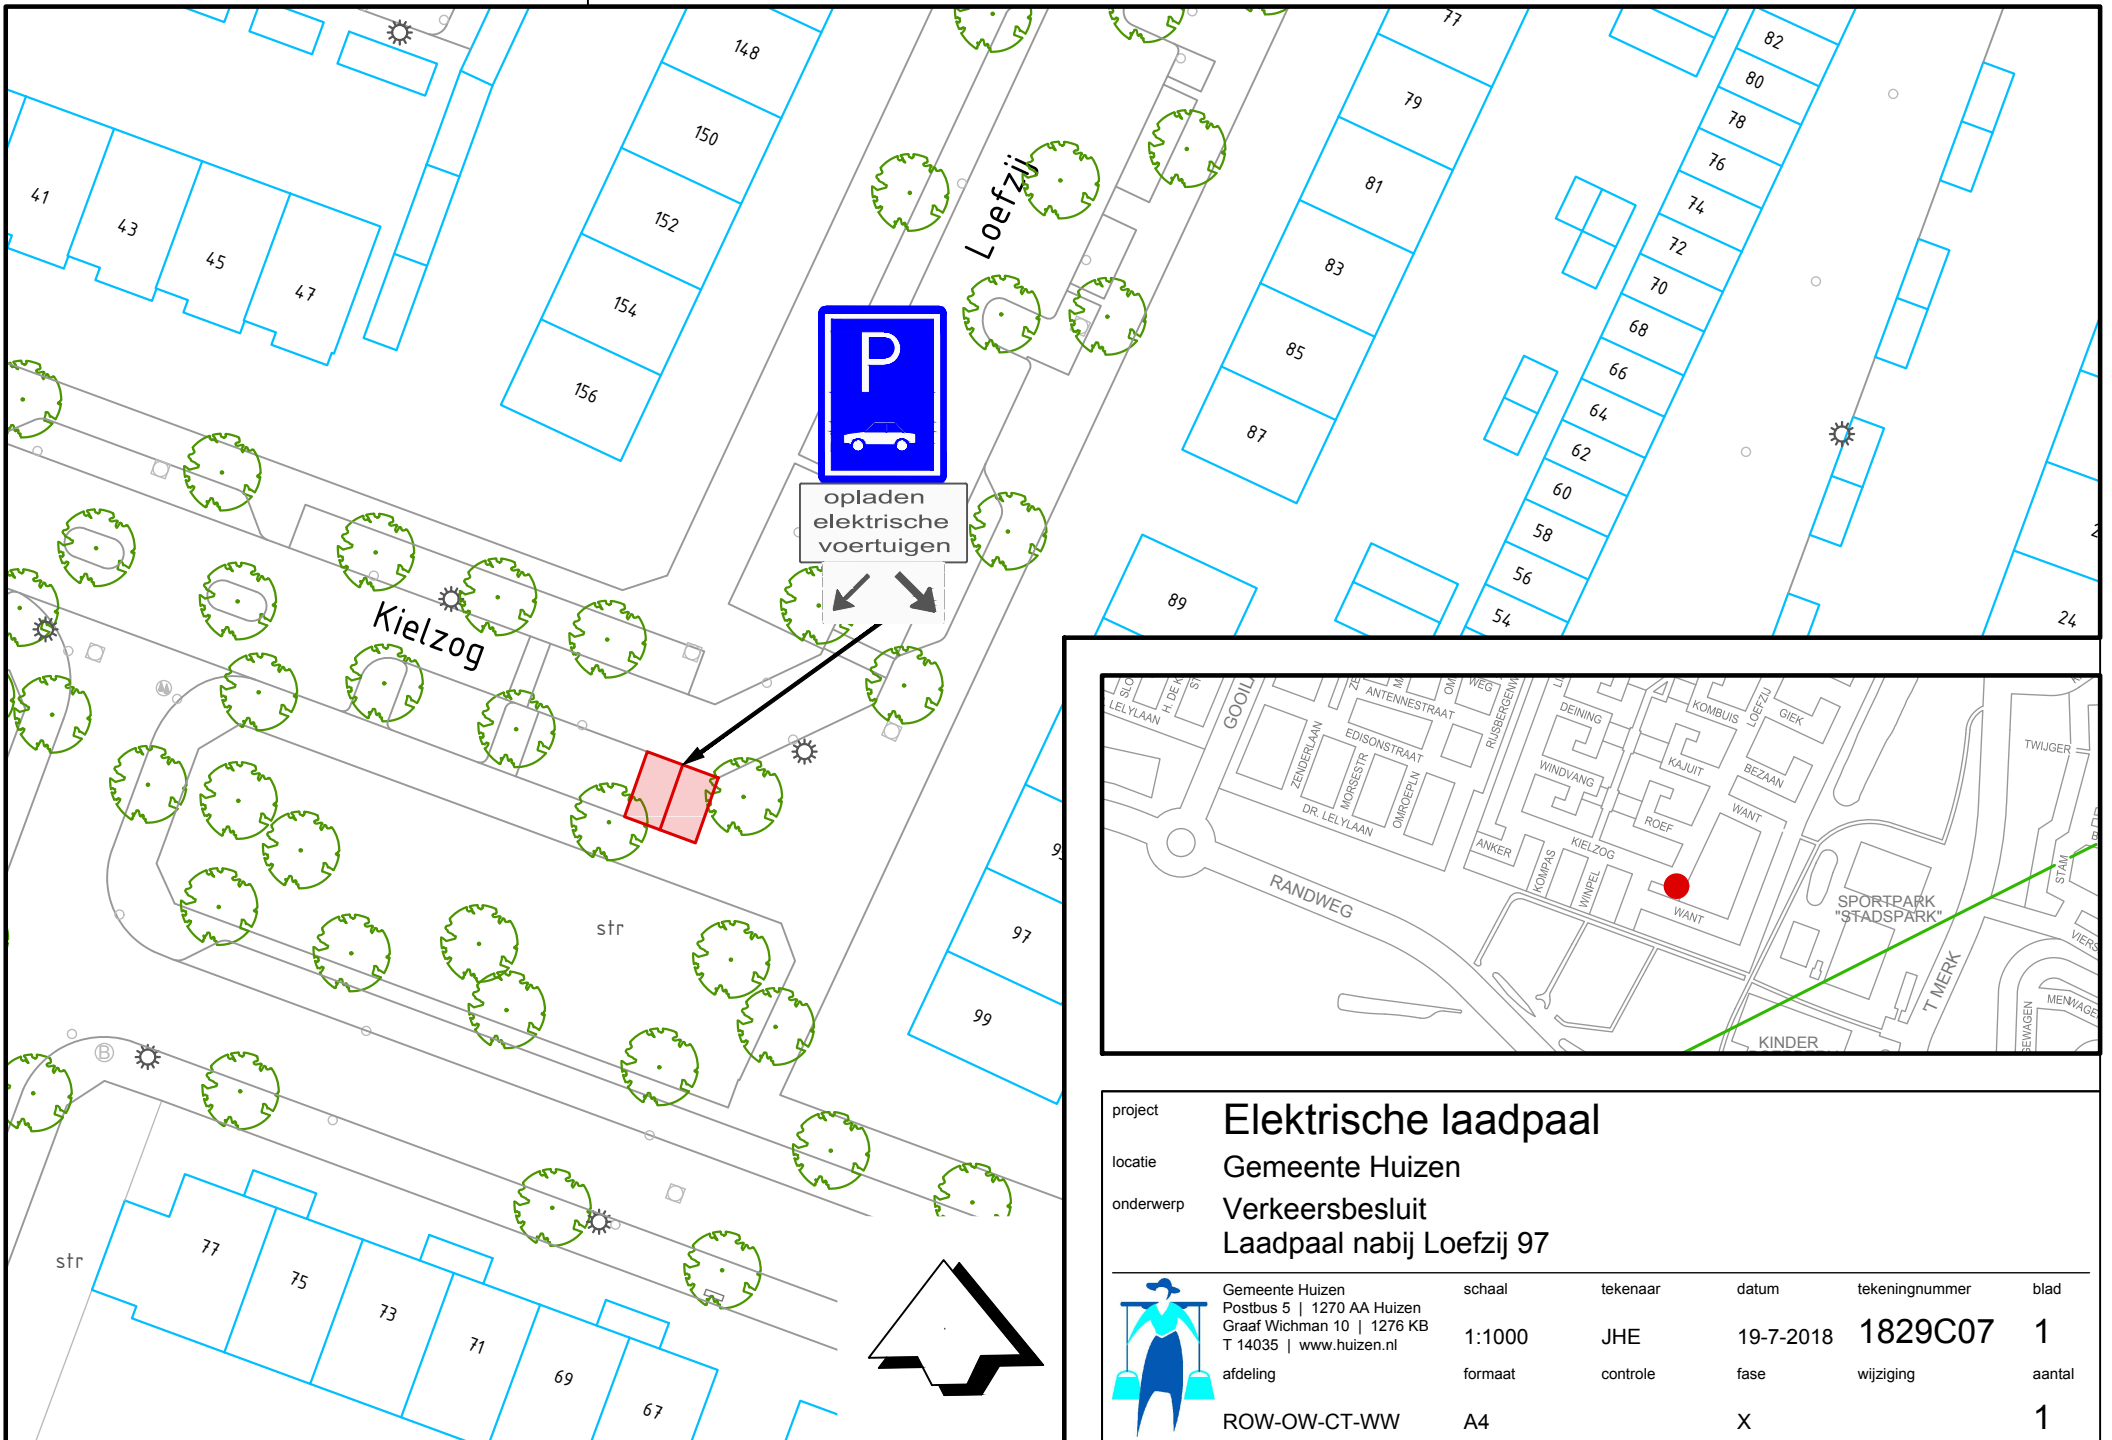 148
150
152
154
156
41
43
45
47
Loefzij
77
79
81
83
85
87
89
82
80
78
76
74
72
70
68
66
64
62
60
58
56
54
24
P
opladen
elektrische
voertuigen
Kielzog
97
99
str
str
B
77
75
73
71
69
67
LELYLAAN
H. DE K
ANTENNESTRAAT
WEG
EDISONSTRAAT
ZENDERLAAN
MORSESTR
OMROEPLN
DR. LELYLAAN
RANDWEG
DEINING
WINDVANG
KOMBUIS
LOEFZIJ
GIEK
KAJUIT
BEZAAN
WANT
ROEF
KIELZOG
ANKER
KOMPAS
WINPEL
WANT
TWIJGER
STAM
SPORTPARK
"STADSPARK"
'T MERK
KINDER
project
Elektrische laadpaal
locatie
Gemeente Huizen
onderwerp
Verkeersbesluit
Laadpaal nabij Loefzij 97
Gemeente Huizen
Postbus 5 | 1270 AA Huizen
Graaf Wichman 10 | 1276 KB
T 14035 | www.huizen.nl
schaal
tekenaar
datum
tekeningnummer
blad
1:1000
JHE
19-7-2018
1829C07
1
afdeling
formaat
controle
fase
wijziging
aantal
ROW-OW-CT-WW
A4
X
1